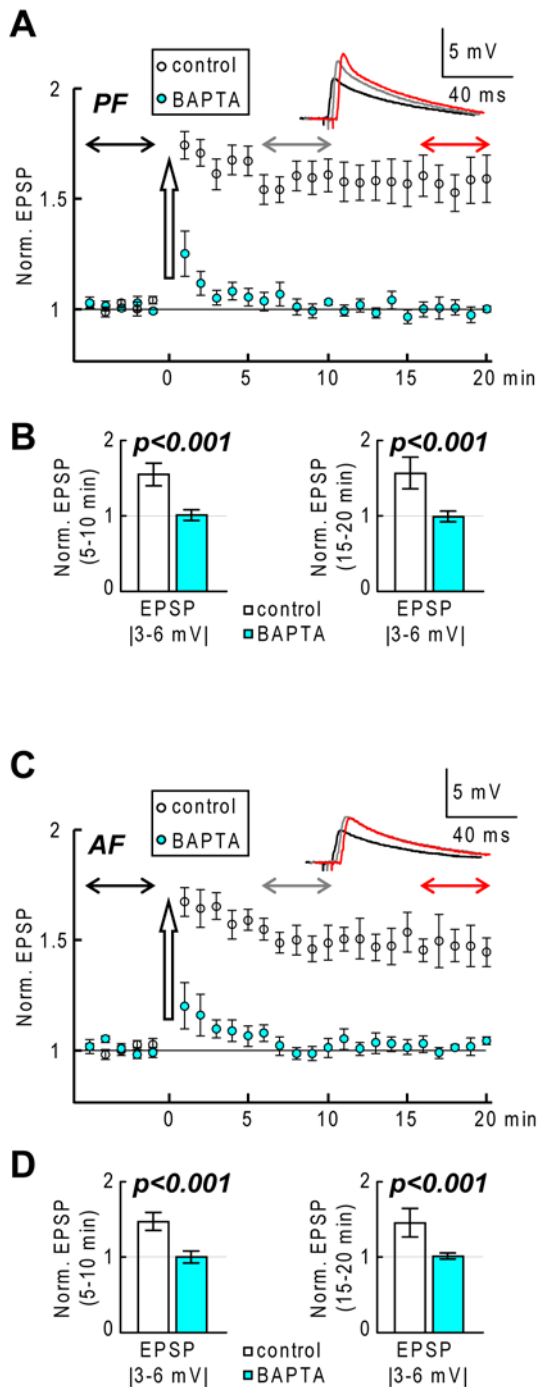 A
control
BAPTA
5 mV
40 ms
PF
2
1.5
1
Norm. EPSP
0 5 10 15 20 min
B
p<0.001
p<0.001
Norm. EPSP
(5-10 min)
2
1
0
EPSP
|3-6 mV|
control
BAPTA
Norm. EPSP
(15-20 min)
2
1
0
EPSP
|3-6 mV|
C
control
BAPTA
5 mV
40 ms
AF
2
1.5
1
Norm. EPSP
0 5 10 15 20 min
D
p<0.001
p<0.001
Norm. EPSP
(5-10 min)
2
1
0
EPSP
|3-6 mV|
control
BAPTA
Norm. EPSP
(15-20 min)
2
1
0
EPSP
|3-6 mV|